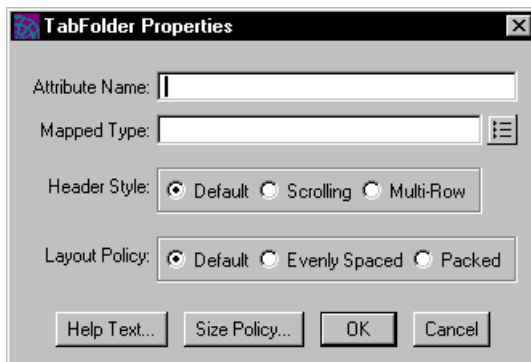 TabFolder Properties
Attribute Name:
Mapped Type:
Header Style: Default Scrolling Multi-Row
Layout Policy: Default Evenly Spaced Packed
Help Text... Size Policy... OK Cancel